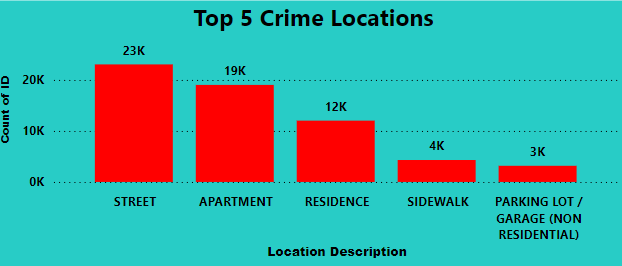 Top 5 Crime Locations
23K
19K
12K
4K
3K
20K
10K
0K
Count of ID
STREET
APARTMENT
RESIDENCE
SIDEWALK
PARKING LOT /
GARAGE (NON
RESIDENTIAL)
Location Description